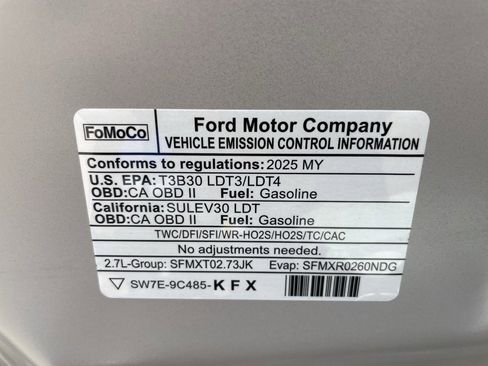 FoMoCo
Ford Motor Company
VEHICLE EMISSION CONTROL INFORMATION
Conforms to regulations: 2025 MY
U.S. EPA: T3B30 LDT3/LDT4
OBD: CA OBD II Fuel: Gasoline
California: SULEV30 LDT
OBD: CA OBD II Fuel: Gasoline
TWC/DFI/SFI/WR-HO2S/HO2S/TC/CAC
No adjustments needed.
2.7L-Group: SFMXT02.73JK Evap: SFMXR0260NDG
SW7E-9C485-KFX